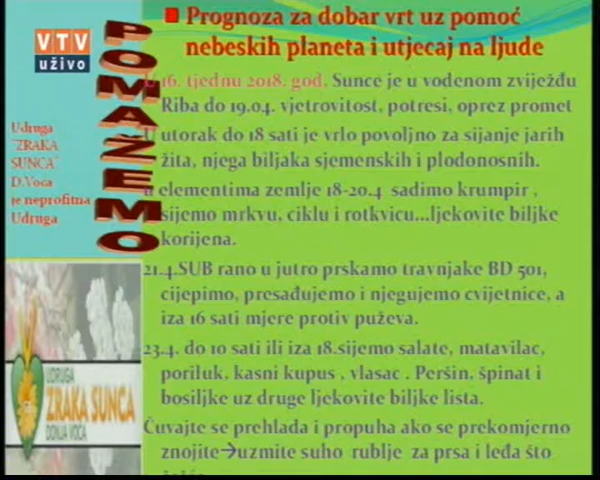 Prognoza za dobar vrt uz pomoć
nebeskih planeta i utjecaj na ljude
VTV
uživo
POMAŽEMO
Udruga
"ZRAKA
SUNCA"
D.Voća
je neprofitna
Udruga
U 16. tjednu 2018. god. Sunce je u vodenom zviježđu
Riba do 19.04. vjetrovitost, potresi, oprez promet
U utorak do 18 sati je vrlo povoljno za sijanje jarih
žita, njega biljaka sjemenskih i plodonosnih.
u elementima zemlje 18-20.4 sadimo krumpir ,
sijemo mrkvu, ciklu i rotkvicu...ljekovite biljke
korijena.
21.4.SUB rano u jutro prskamo travnjake BD 501,
cijepimo, presađujemo i njegujemo cvijetnice, a
iza 16 sati mjere protiv puževa.
23.4. do 10 sati ili iza 18.sijemo salate, matavilac,
poriluk, kasni kupus , vlasac . Peršin, špinat i
bosiljke uz druge ljekovite biljke lista.
Čuvajte se prehlada i propuha ako se prekomjerno
znojite→uzmite suho rublje za prsa i leđa što
UDRUGA
ZRAKA SUNCA
DONJA VOĆA